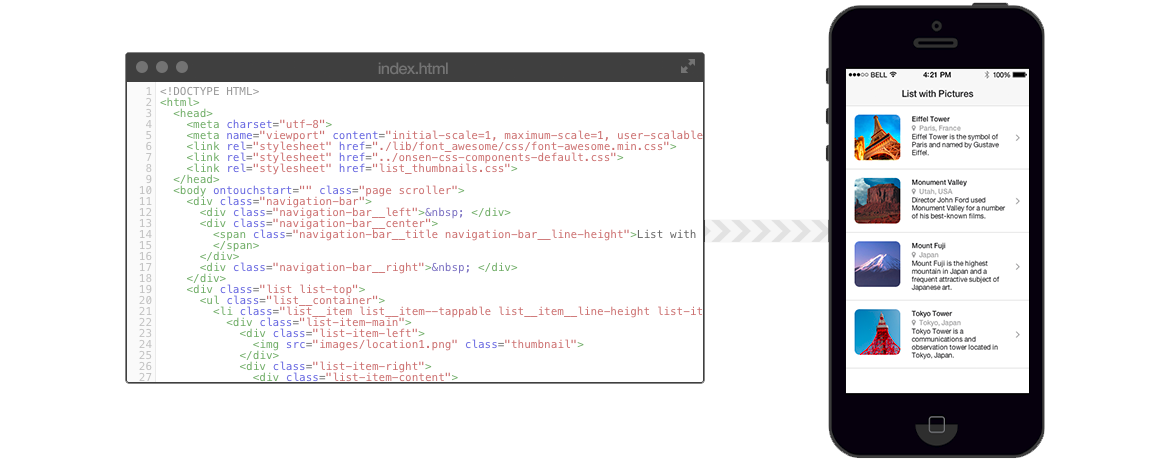 index.html
1 <!DOCTYPE HTML>
2 <html>
3 <head>
4 <meta charset="utf-8">
5 <meta name="viewport" content="initial-scale=1, maximum-scale=1, user-scalable
6 <link rel="stylesheet" href="./lib/font_awesome/css/font-awesome.min.css">
7 <link rel="stylesheet" href="../onsen-css-components-default.css">
8 <link rel="stylesheet" href="list_thumbnails.css">
9 </head>
10 <body ontouchstart="" class="page scroller">
11 <div class="navigation-bar">
12 <div class="navigation-bar__left">&nbsp; </div>
13 <div class="navigation-bar__center">
14 <span class="navigation-bar__title navigation-bar__line-height">List with
15 </span>
16 </div>
17 <div class="navigation-bar__right">&nbsp; </div>
18 </div>
19 <div class="list list-top">
20 <ul class="list__container">
21 <li class="list__item list__item--tappable list__item__line-height list-it
22 <div class="list-item-main">
23 <div class="list-item-left">
24 <img src="images/location1.png" class="thumbnail">
25 </div>
26 <div class="list-item-right">
27 <div class="list-item-content">
BELL 4:21 PM 100%
List with Pictures
Eiffel Tower
Paris, France
Eiffel Tower is the symbol of
Paris and named by Gustave
Eiffel.
Monument Valley
Utah, USA
Director John Ford used
Monument Valley for a number
of his best-known films.
Mount Fuji
Japan
Mount Fuji is the highest
mountain in Japan and a
frequent attractive subject of
Japanese art.
Tokyo Tower
Tokyo, Japan
Tokyo Tower is a
communications and
observation tower located in
Tokyo, Japan.